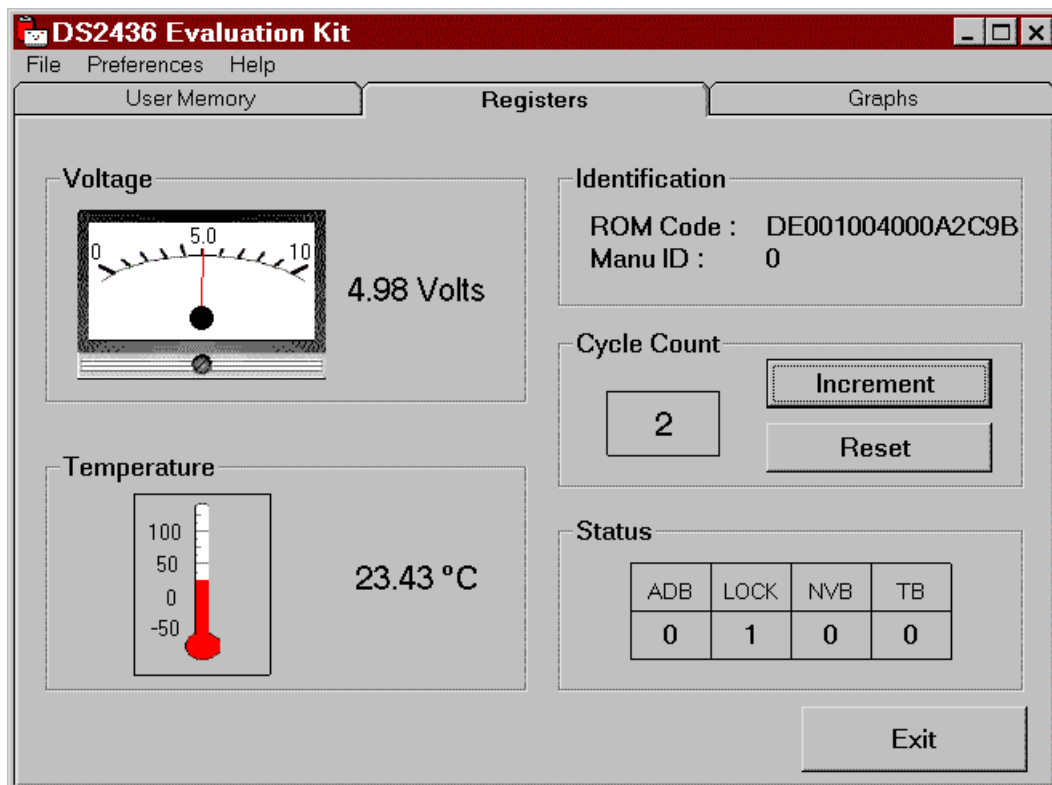 DS2436 Evaluation Kit
File Preferences Help
User Memory Registers Graphs
Voltage
0 5.0 10
4.98 Volts
Identification
ROM Code : DE001004000A2C9B
Manu ID : 0
Cycle Count
2
Increment
Reset
Temperature
100
50
0
-50
23.43 ºC
Status
ADB LOCK NVB TB
0 1 0 0
Exit